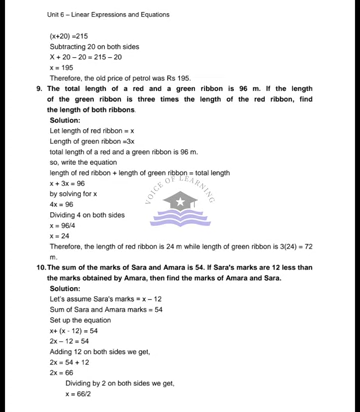 Unit 6 – Linear Expressions and Equations
(x+20) =215
Subtracting 20 on both sides
X + 20 – 20 = 215 – 20
x = 195
Therefore, the old price of petrol was Rs 195.
9. The total length of a red and a green ribbon is 96 m. If the length
of the green ribbon is three times the length of the red ribbon, find
the length of both ribbons.
Solution:
Let length of red ribbon = x
Length of green ribbon =3x
total length of a red and a green ribbon is 96 m.
so, write the equation
length of red ribbon + length of green ribbon = total length
x + 3x = 96
by solving for x
4x = 96
Dividing 4 on both sides
x = 96/4
x = 24
VOICE OF LEARNING
Therefore, the length of red ribbon is 24 m while length of green ribbon is 3(24) = 72
m.
10. The sum of the marks of Sara and Amara is 54. If Sara's marks are 12 less than
the marks obtained by Amara, then find the marks of Amara and Sara.
Solution:
Let's assume Sara's marks = x – 12
Sum of Sara and Amara marks = 54
Set up the equation
x+ (x - 12) = 54
2x – 12 = 54
Adding 12 on both sides we get,
2x = 54 + 12
2x = 66
Dividing by 2 on both sides we get,
x = 66/2